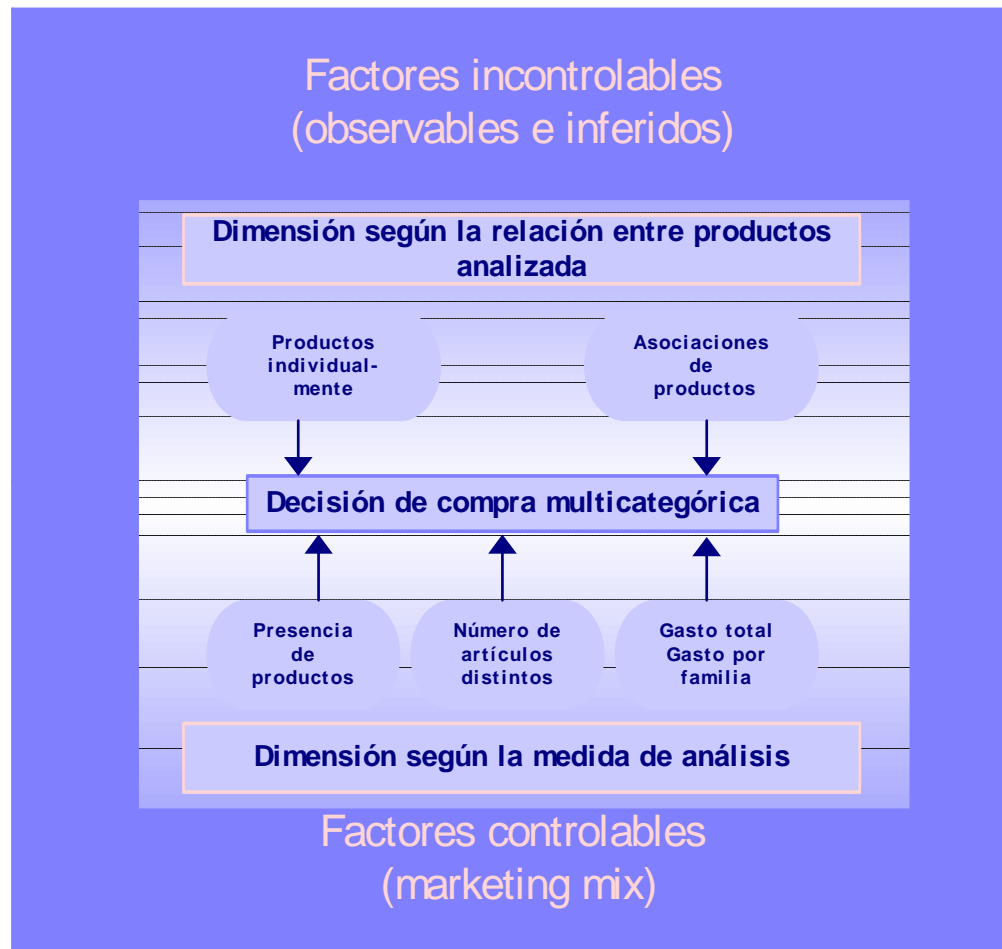 Factores incontrolables
(observables e inferidos)
Dimensión según la relación entre productos
analizada
Productos
individual-
mente
Asociaciones
de
productos
Decisión de compra multicategórica
Presencia
de
productos
Número de
artículos
distintos
Gasto total
Gasto por
familia
Dimensión según la medida de análisis
Factores controlables
(marketing mix)